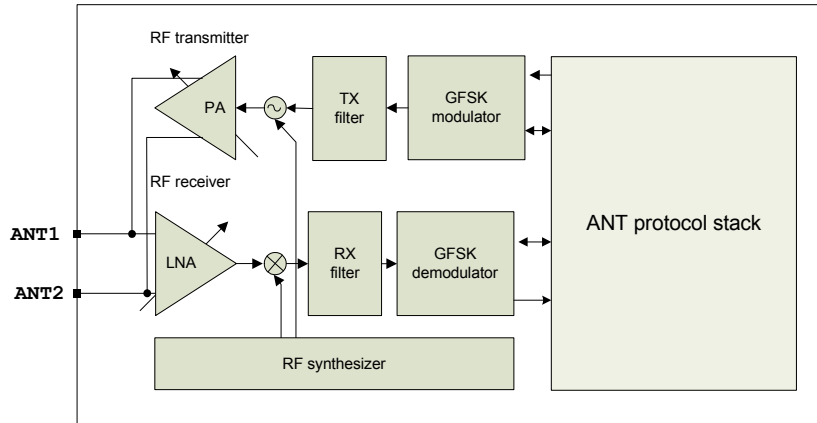 RF transmitter
PA
TX
filter
GFSK
modulator
RF receiver
ANT1
ANT2
LNA
RX
filter
GFSK
demodulator
ANT protocol stack
RF synthesizer